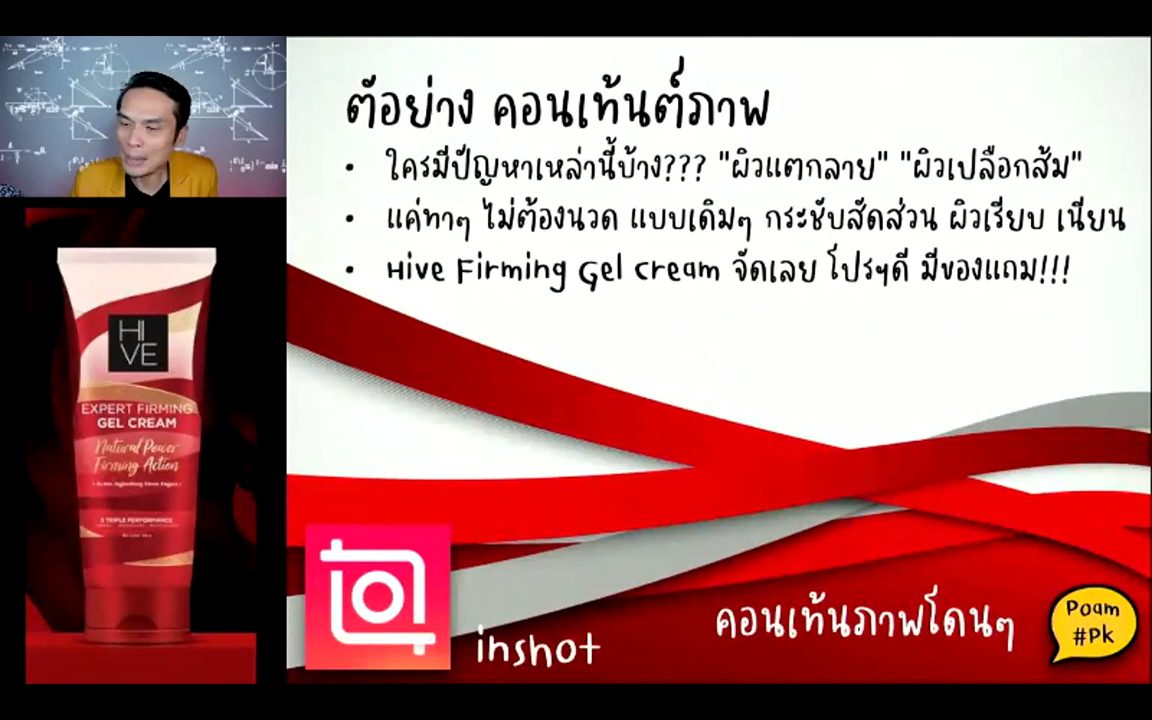 ตัวอย่าง คอนเท้นต์ภาพ
• ใครมีปัญหาเหล่านี้บ้าง??? "ผิวแตกลาย" "ผิวเปลือกส้ม"
• แค่ทาๆ ไม่ต้องนวด แบบเดิมๆ กระชับสัดส่วน ผิวเรียบ เนียน
• Hive Firming Gel cream จัดเลย โปรฯดี มีของแถม!!!
HI
VE
EXPERT FIRMING
GEL CREAM
Natural Power
Firming Action
3 TRIPLE PERFORMANCE
inshot
คอนเท้นภาพโดนๆ
Poam
#Pk